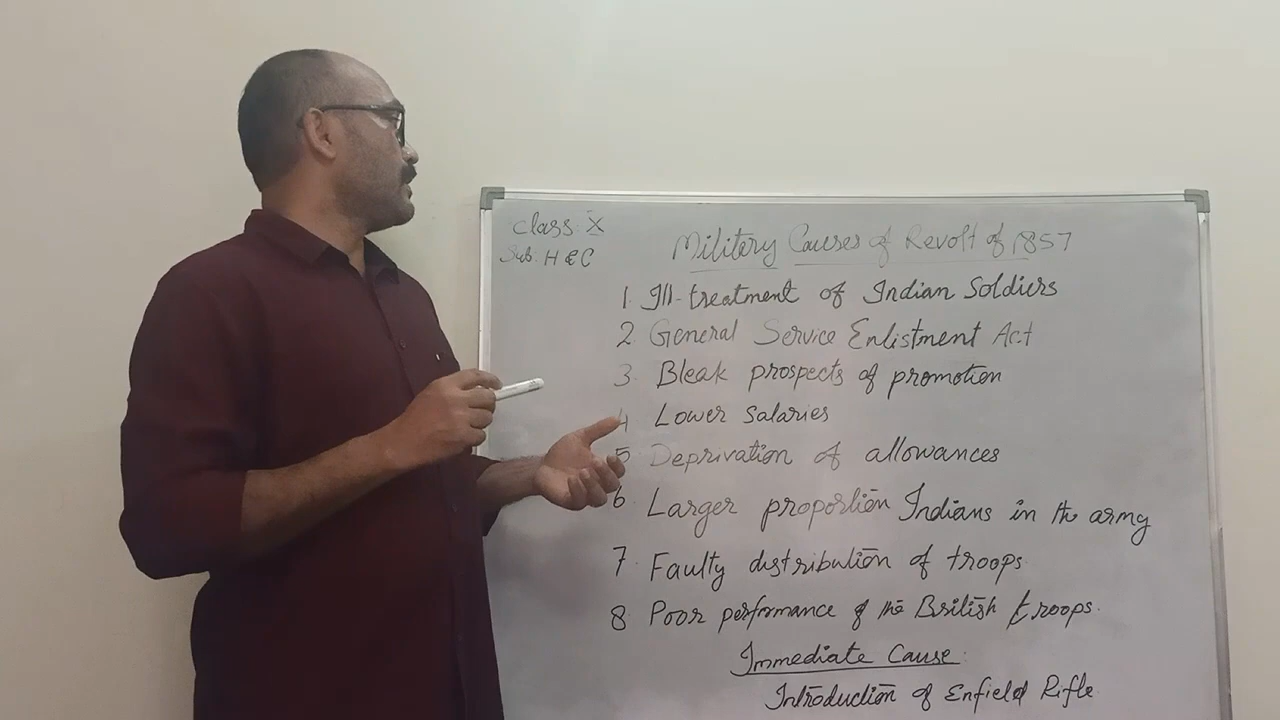 Class: X
Sub: H & C
Military Causes of Revolt of 1857
1. Ill-treatment of Indian Soldiers
2. General Service Enlistment Act
3. Bleak prospects of promotion
4 Lower salaries
5 Deprivation of allowances
6 Larger proportion Indians in the army
7. Faulty distribution of troops.
8 Poor performance of the British troops.
Immediate Cause:
Introduction of Enfield Rifle.